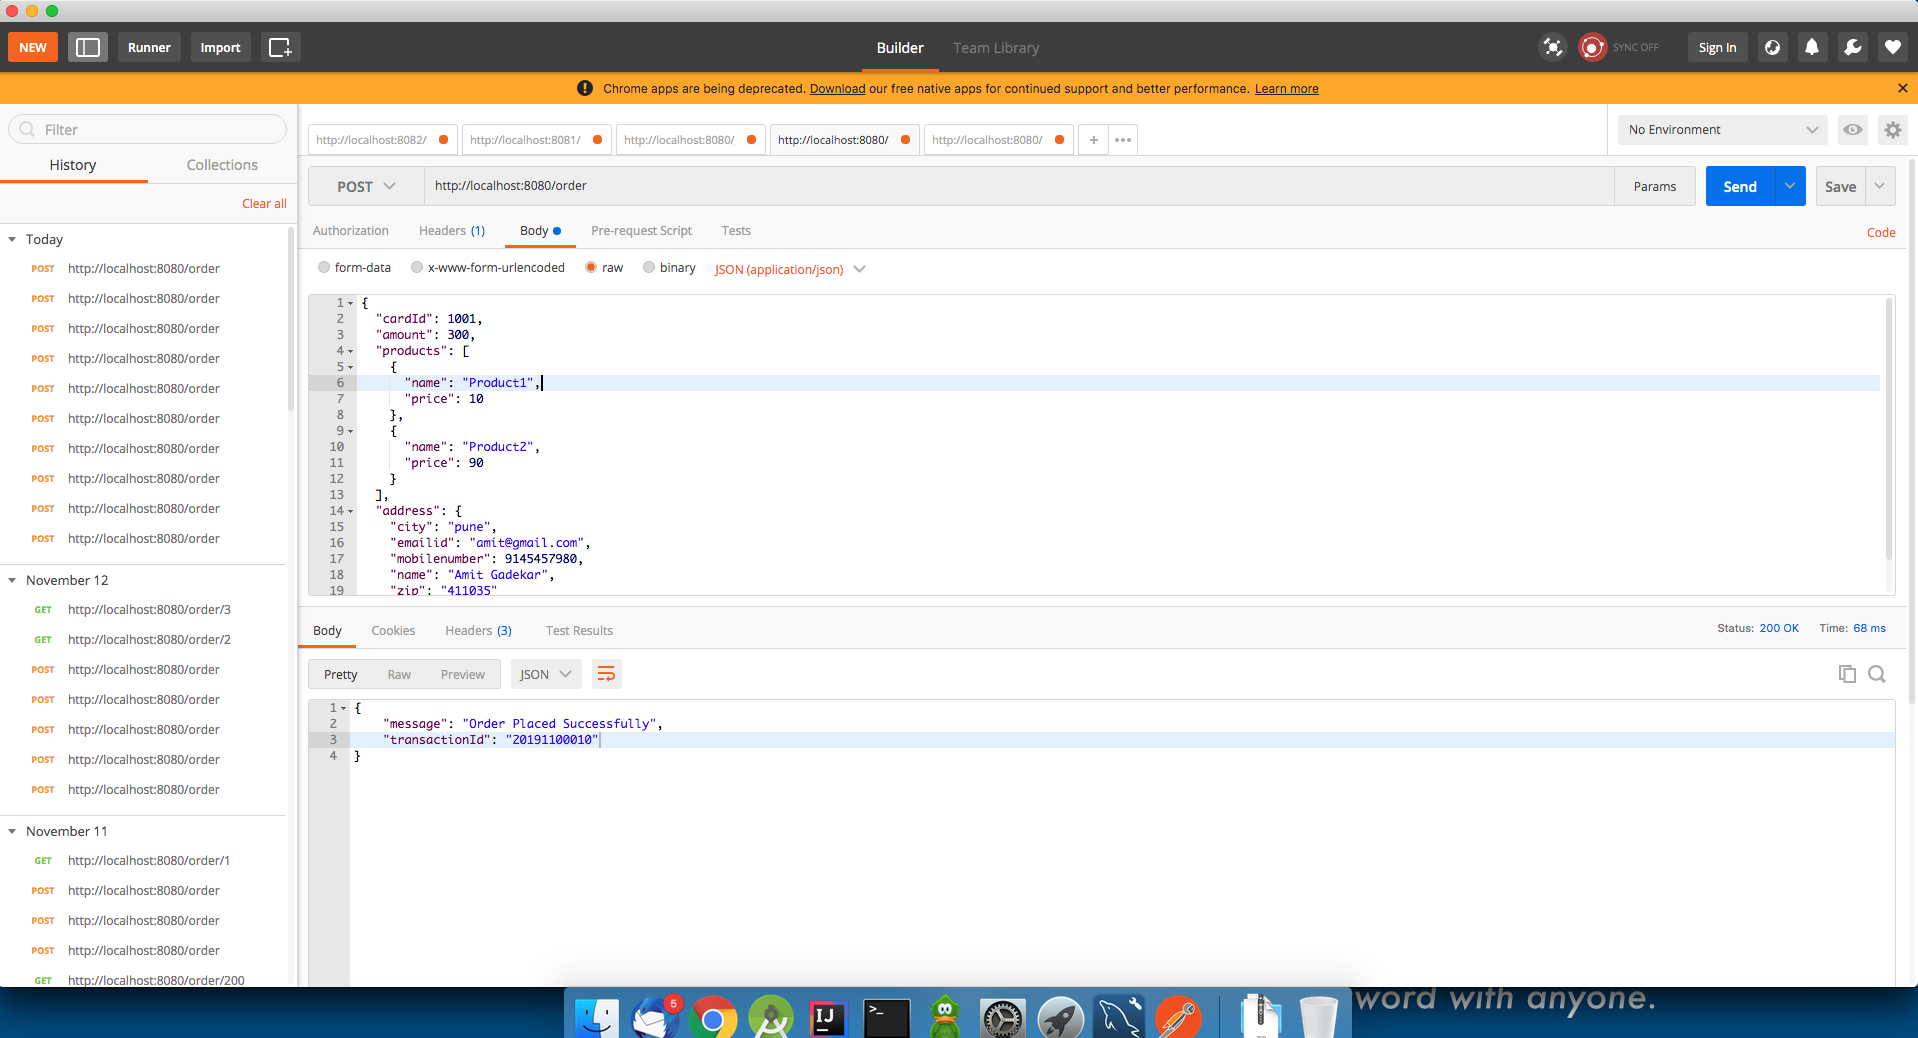 NEW Runner Import Builder Team Library SYNC OFF Sign In
! Chrome apps are being deprecated. Download our free native apps for continued support and better performance. Learn more ×
Filter
History Collections
Clear all
Today
POST http://localhost:8080/order
POST http://localhost:8080/order
POST http://localhost:8080/order
POST http://localhost:8080/order
POST http://localhost:8080/order
POST http://localhost:8080/order
POST http://localhost:8080/order
POST http://localhost:8080/order
POST http://localhost:8080/order
POST http://localhost:8080/order
November 12
GET http://localhost:8080/order/3
GET http://localhost:8080/order/2
POST http://localhost:8080/order
POST http://localhost:8080/order
POST http://localhost:8080/order
POST http://localhost:8080/order
POST http://localhost:8080/order
November 11
GET http://localhost:8080/order/1
POST http://localhost:8080/order
POST http://localhost:8080/order
POST http://localhost:8080/order
GET http://localhost:8080/order/200
http://localhost:8082/ http://localhost:8081/ http://localhost:8080/ http://localhost:8080/ http://localhost:8080/ + ••• No Environment
POST http://localhost:8080/order Params Send Save
Authorization Headers (1) Body Pre-request Script Tests Code
form-data x-www-form-urlencoded raw binary JSON (application/json)
1 {
2 "cardId": 1001,
3 "amount": 300,
4 "products": [
5 {
6 "name": "Product1",
7 "price": 10
8 },
9 {
10 "name": "Product2",
11 "price": 90
12 }
13 ],
14 "address": {
15 "city": "pune",
16 "emailid": "amit@gmail.com",
17 "mobilenumber": 9145457980,
18 "name": "Amit Gadekar",
19 "zip": "411035"
Body Cookies Headers (3) Test Results Status: 200 OK Time: 68 ms
Pretty Raw Preview JSON
1 {
2 "message": "Order Placed Successfully",
3 "transactionId": "20191100010"
4 }
5
IJ
>_
word with anyone.